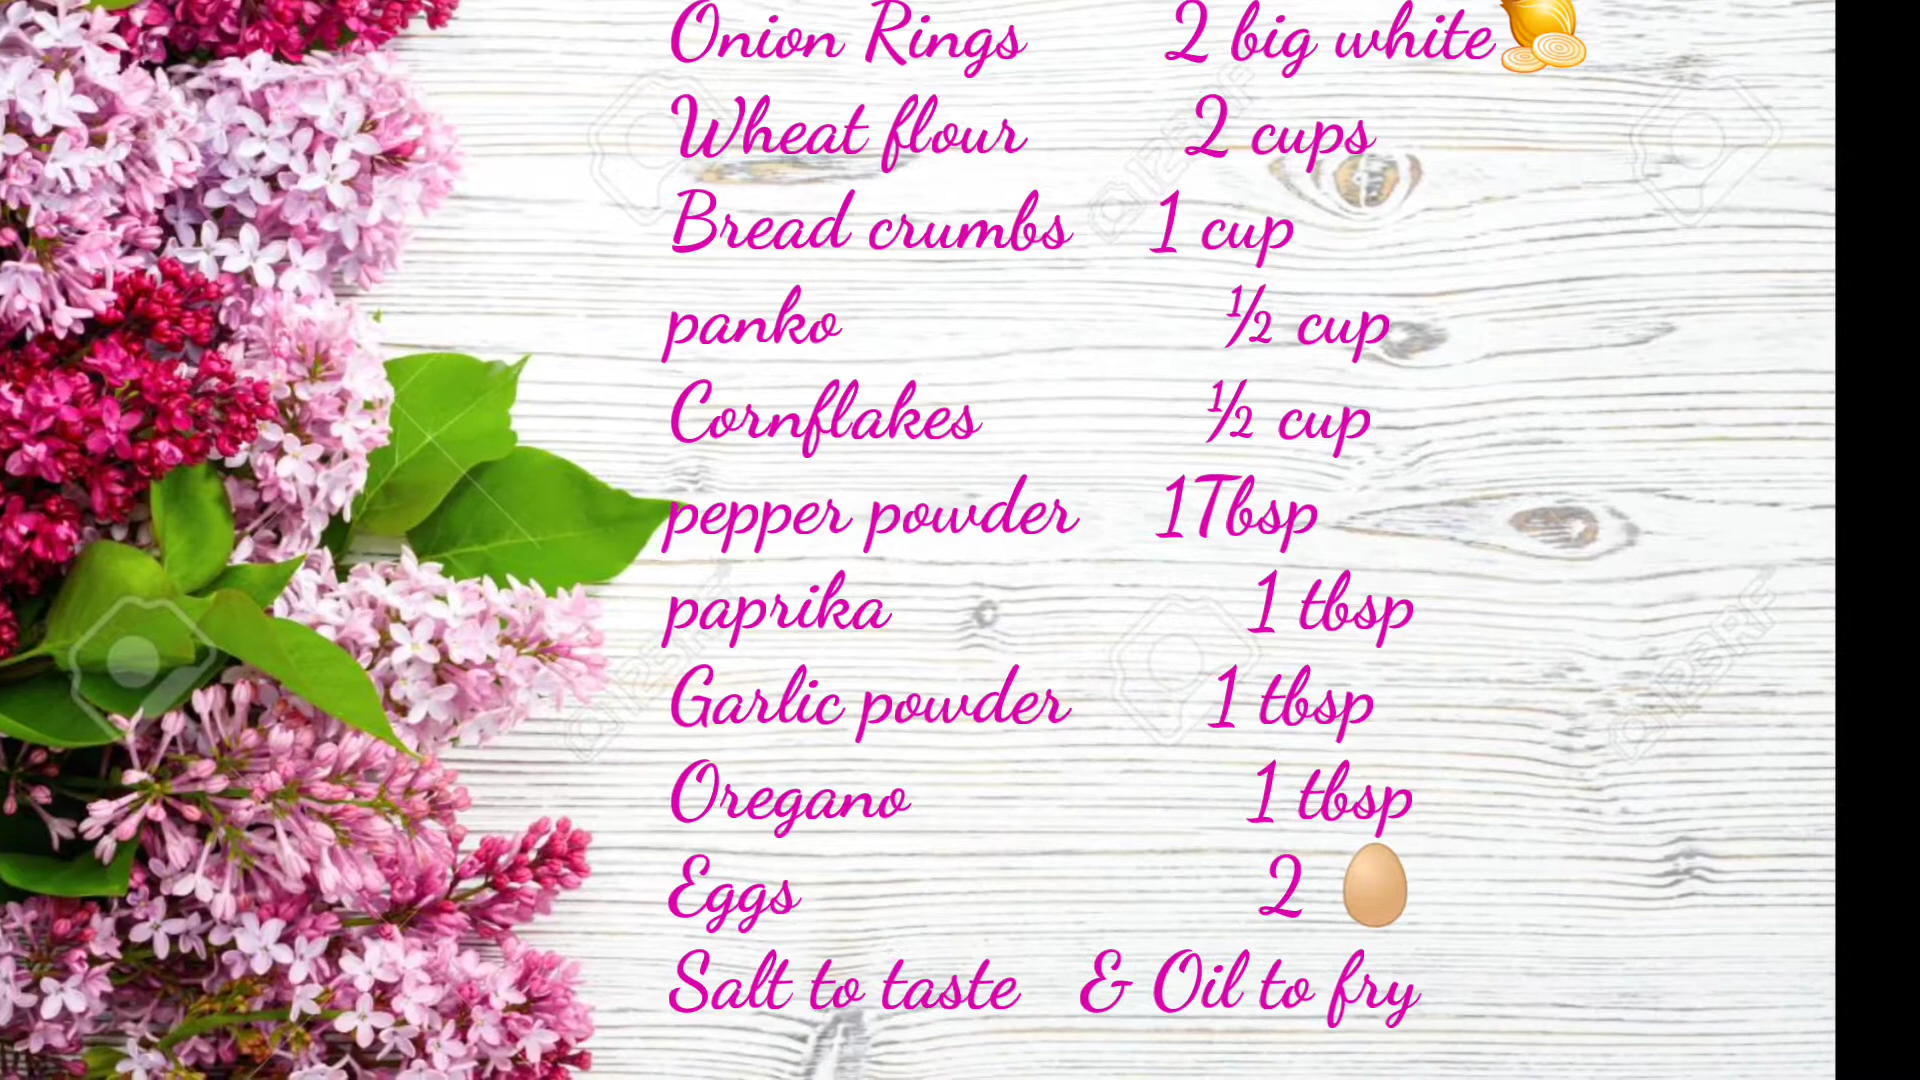 Onion Rings 2 big white
Wheat flour 2 cups
Bread crumbs 1 cup
panko ½ cup
Cornflakes ½ cup
pepper powder 1Tbsp
paprika 1 tbsp
Garlic powder 1 tbsp
Oregano 1 tbsp
Eggs 2
Salt to taste & Oil to fry